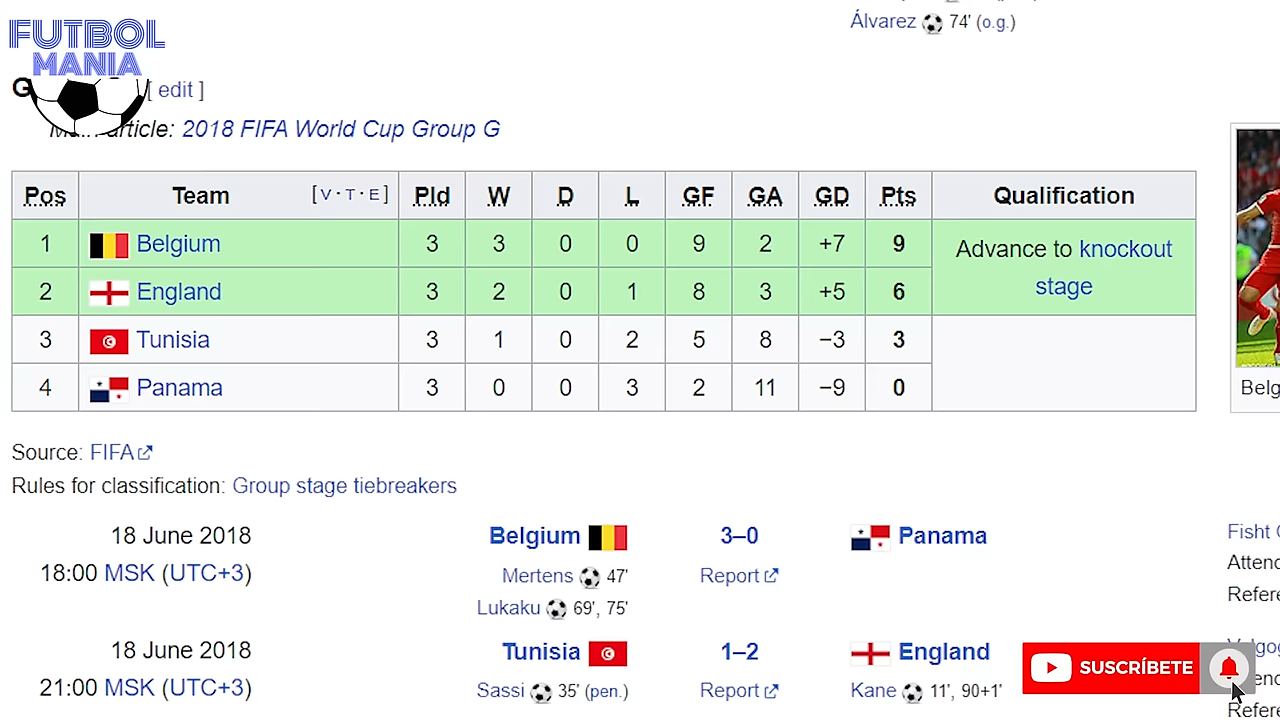 Álvarez 74' (o.g.)
FUTBOL
MANIA
G [ edit ]
Main article: 2018 FIFA World Cup Group G
Pos Team [V·T·E] Pld W D L GF GA GD Pts Qualification
1 Belgium 3 3 0 0 9 2 +7 9 Advance to knockout
stage
2 England 3 2 0 1 8 3 +5 6
3 Tunisia 3 1 0 2 5 8 −3 3
4 Panama 3 0 0 3 2 11 −9 0
Belg
Source: FIFA
Rules for classification: Group stage tiebreakers
18 June 2018 Belgium 3–0 Panama Fisht
18:00 MSK (UTC+3) Mertens 47' Report Attend
Lukaku 69', 75' Refere
18 June 2018 Tunisia 1–2 England
21:00 MSK (UTC+3) Sassi 35' (pen.) Report Kane 11', 90+1'
SUSCRÍBETE
Refere